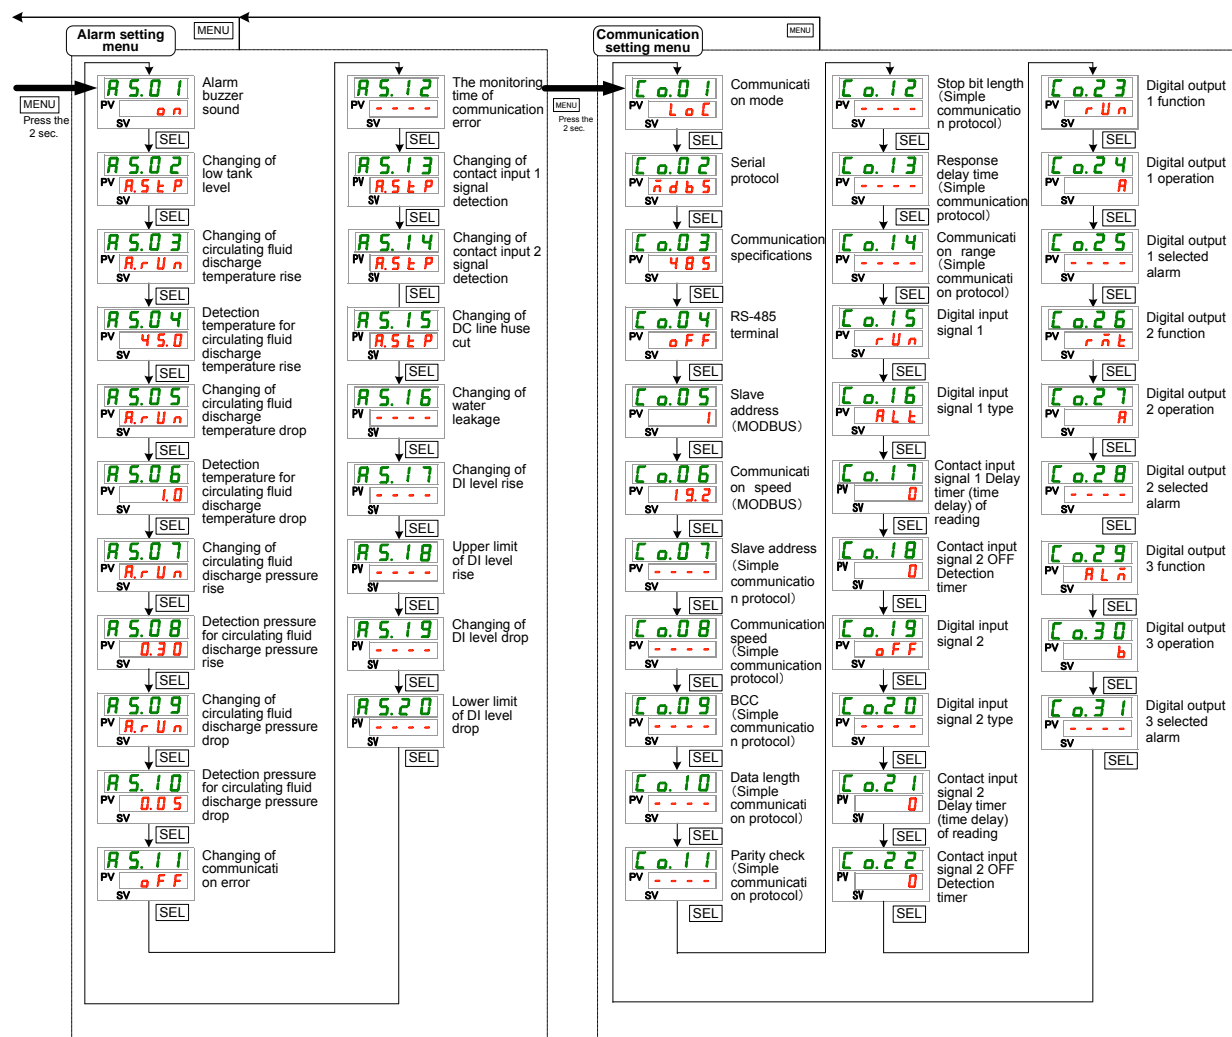 MENU
MENU
Alarm setting
menu
Communication
setting menu
MENU
Press the
2 sec.
AS.01
PV
on
SV
Alarm
buzzer
sound
SEL
AS.02
PV
A.StP
SV
Changing of
low tank
level
SEL
AS.03
PV
A.rUn
SV
Changing of
circulating fluid
discharge
temperature rise
SEL
AS.04
PV
45.0
SV
Detection
temperature for
circulating fluid
discharge
temperature rise
SEL
AS.05
PV
A.rUn
SV
Changing of
circulating fluid
discharge
temperature drop
SEL
AS.06
PV
1.0
SV
Detection
temperature for
circulating fluid
discharge
temperature drop
SEL
AS.07
PV
A.rUn
SV
Changing of
circulating fluid
discharge pressure
rise
SEL
AS.08
PV
0.30
SV
Detection pressure
for circulating fluid
discharge pressure
rise
SEL
AS.09
PV
A.rUn
SV
Changing of
circulating fluid
discharge pressure
drop
SEL
AS.10
PV
0.05
SV
Detection pressure
for circulating fluid
discharge pressure
drop
SEL
AS.11
PV
oFF
SV
Changing of
communicati
on error
SEL
AS.12
PV
----
SV
The monitoring
time of
communication
error
SEL
AS.13
PV
A.StP
SV
Changing of
contact input 1
signal
detection
SEL
AS.14
PV
A.StP
SV
Changing of
contact input 2
signal
detection
SEL
AS.15
PV
A.StP
SV
Changing of
DC line huse
cut
SEL
AS.16
PV
----
SV
Changing of
water
leakage
SEL
AS.17
PV
----
SV
Changing of
DI level rise
SEL
AS.18
PV
----
SV
Upper limit
of DI level
rise
SEL
AS.19
PV
----
SV
Changing of
DI level drop
SEL
AS.20
PV
----
SV
Lower limit
of DI level
drop
SEL
MENU
Press the
2 sec.
Co.01
PV
LoC
SV
Communicati
on mode
SEL
Co.02
PV
m̄dbS
SV
Serial
protocol
SEL
Co.03
PV
485
SV
Communication
specifications
SEL
Co.04
PV
oFF
SV
RS-485
terminal
SEL
Co.05
PV
1
SV
Slave
address
（MODBUS）
SEL
Co.06
PV
19.2
SV
Communicati
on speed
（MODBUS）
SEL
Co.07
PV
----
SV
Slave address
（Simple
communicatio
n protocol）
SEL
Co.08
PV
----
SV
Communication
speed
（Simple
communication
protocol）
SEL
Co.09
PV
----
SV
BCC
（Simple
communicatio
n protocol）
SEL
Co.10
PV
----
SV
Data length
（Simple
communicati
on protocol）
SEL
Co.11
PV
----
SV
Parity check
（Simple
communicati
on protocol）
SEL
Co.12
PV
----
SV
Stop bit length
（Simple
communicatio
n protocol）
SEL
Co.13
PV
----
SV
Response
delay time
（Simple
communication
protocol）
SEL
Co.14
PV
----
SV
Communicati
on range
（Simple
communicati
on protocol）
SEL
Co.15
PV
rUn
SV
Digital input
signal 1
SEL
Co.16
PV
ALt
SV
Digital input
signal 1 type
SEL
Co.17
PV
0
SV
Contact input
signal 1 Delay
timer (time
delay) of
reading
SEL
Co.18
PV
0
SV
Contact input
signal 2 OFF
Detection
timer
SEL
Co.19
PV
oFF
SV
Digital input
signal 2
SEL
Co.20
PV
----
SV
Digital input
signal 2 type
SEL
Co.21
PV
0
SV
Contact input
signal 2
Delay timer
(time delay)
of reading
SEL
Co.22
PV
0
SV
Contact input
signal 2 OFF
Detection
timer
SEL
Co.23
PV
rUn
SV
Digital output
1 function
SEL
Co.24
PV
A
SV
Digital output
1 operation
SEL
Co.25
PV
----
SV
Digital output
1 selected
alarm
SEL
Co.26
PV
rm̄t
SV
Digital output
2 function
SEL
Co.27
PV
A
SV
Digital output
2 operation
SEL
Co.28
PV
----
SV
Digital output
2 selected
alarm
SEL
Co.29
PV
ALm̄
SV
Digital output
3 function
SEL
Co.30
PV
b
SV
Digital output
3 operation
SEL
Co.31
PV
----
SV
Digital output
3 selected
alarm
SEL